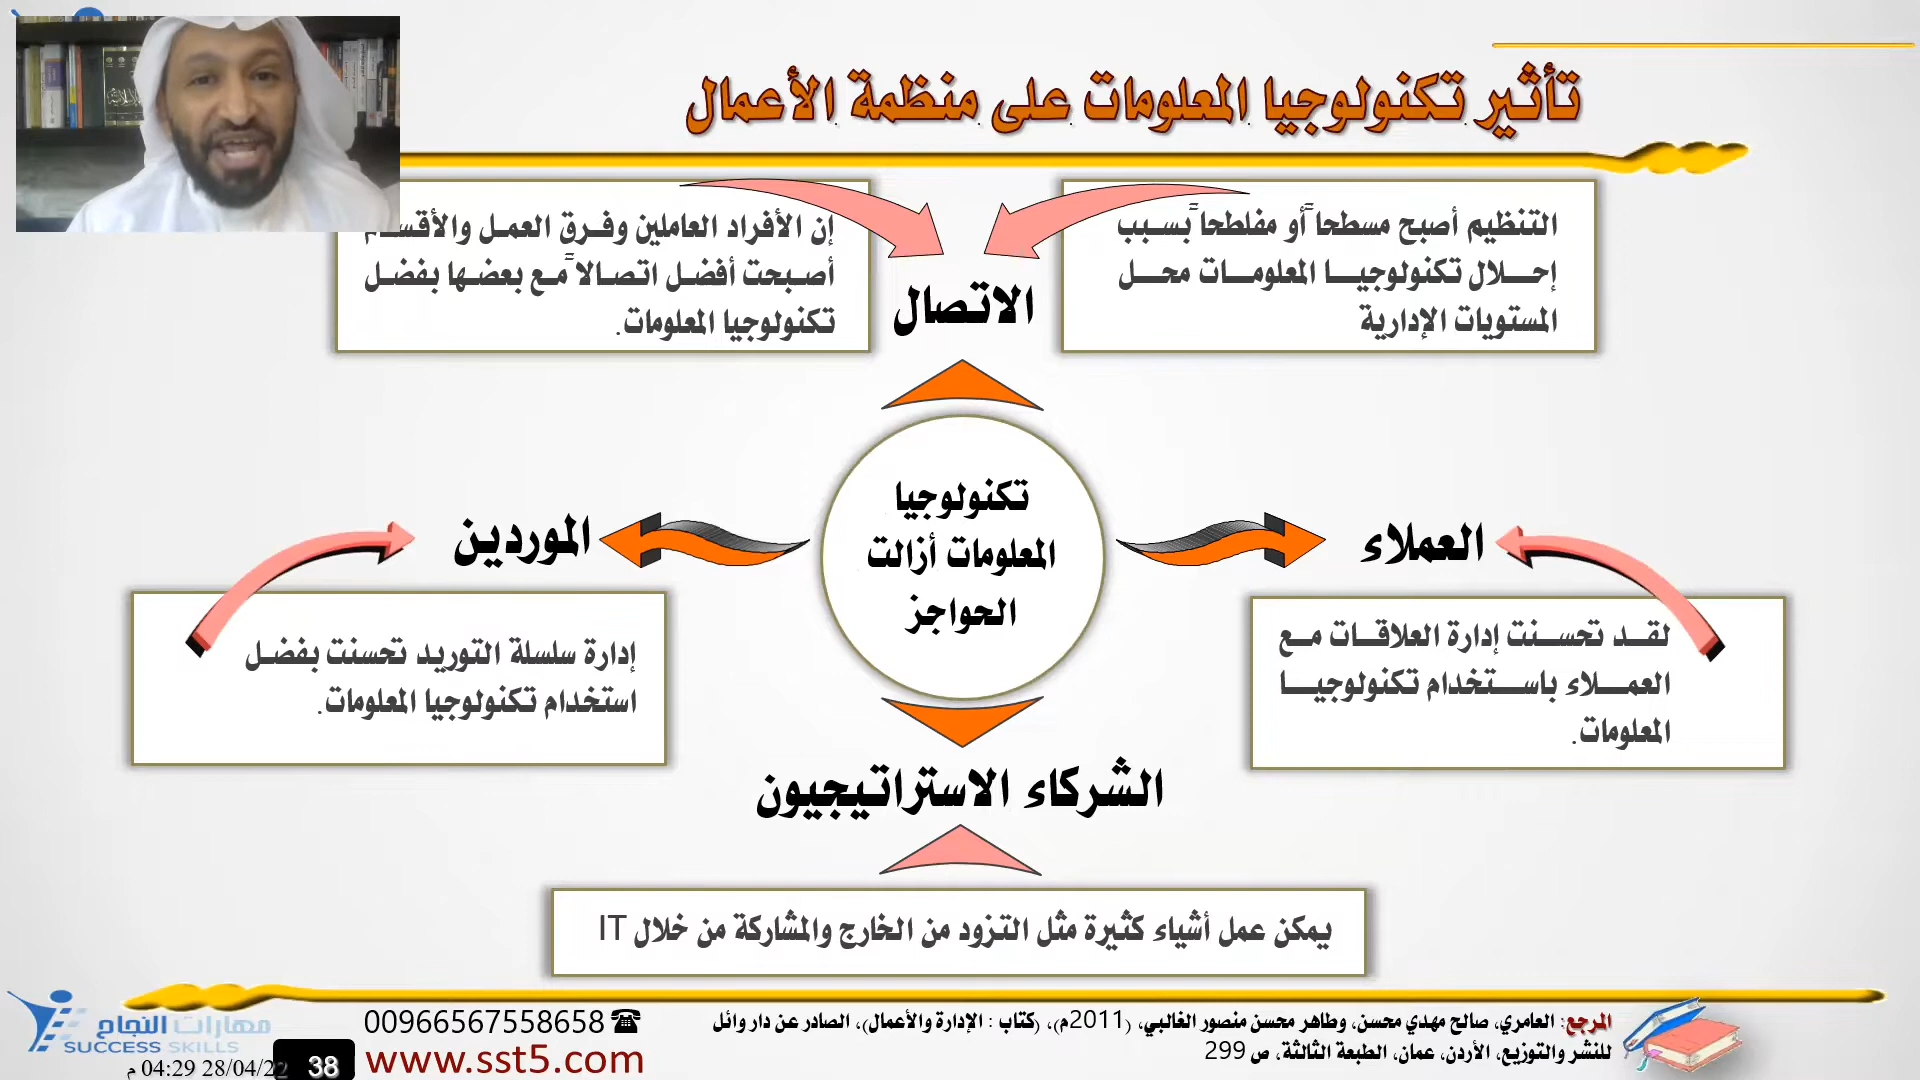 تأثير تكنولوجيا المعلومات على منظمة الأعمال
التنظيم أصبح مسطحاً أو مفلطحاً بسبب
إحلال تكنولوجيا المعلومات محل
المستويات الإدارية
إن الأفراد العاملين وفرق العمل والأقسام
أصبحت أفضل اتصالاً مع بعضها بفضل
تكنولوجيا المعلومات.
الاتصال
تكنولوجيا
المعلومات أزالت
الحواجز
العملاء
الموردين
لقد تحسنت إدارة العلاقات مع
العملاء باستخدام تكنولوجيا
المعلومات.
إدارة سلسلة التوريد تحسنت بفضل
استخدام تكنولوجيا المعلومات.
الشركاء الاستراتيجيون
يمكن عمل أشياء كثيرة مثل التزود من الخارج والمشاركة من خلال IT
المرجع: العامري، صالح مهدي محسن، وطاهر محسن منصور الغالبي، (2011م)، (كتاب : الإدارة والأعمال)، الصادر عن دار وائل
للنشر والتوزيع، الأردن، عمان، الطبعة الثالثة، ص 299
00966567558658
www.sst5.com
38
مهارات النجاح
SUCCESS SKILLS
28/04/22 04:29 م